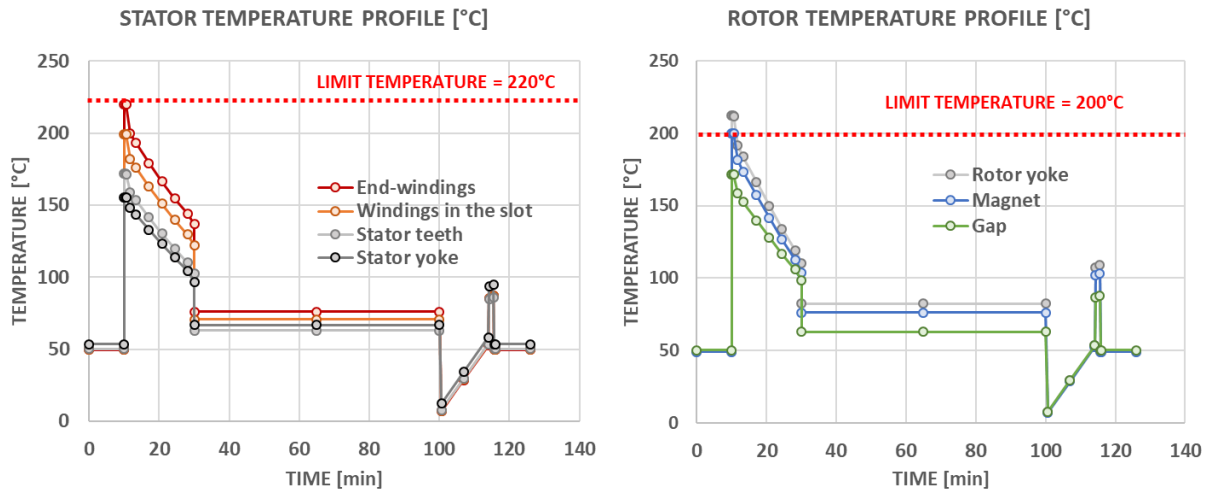 STATOR TEMPERATURE PROFILE [°C]
250
200
150
100
50
0
TEMPERATURE [°C]
LIMIT TEMPERATURE = 220°C
End-windings
Windings in the slot
Stator teeth
Stator yoke
0
20
40
60
80
100
120
140
TIME [min]
ROTOR TEMPERATURE PROFILE [°C]
250
200
150
100
50
0
TEMPERATURE [°C]
LIMIT TEMPERATURE = 200°C
Rotor yoke
Magnet
Gap
0
20
40
60
80
100
120
140
TIME [min]